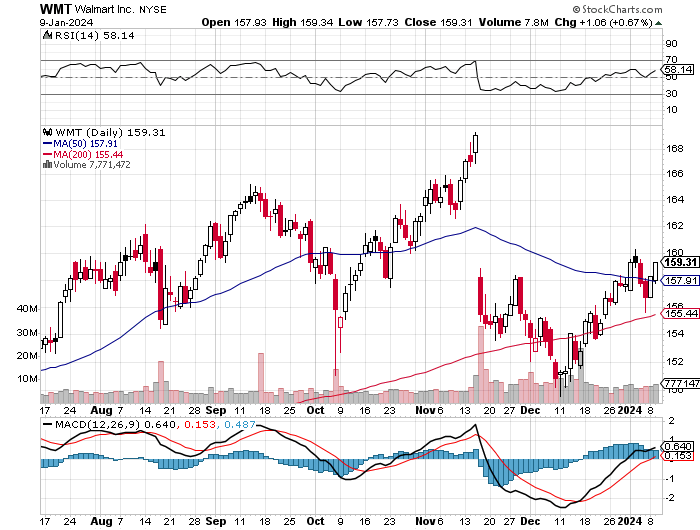 WMT Walmart Inc. NYSE © StockCharts.com
9-Jan-2024 Open 157.93 High 159.34 Low 157.73 Close 159.31 Volume 7.8M Chg +1.06 (+0.67%)
RSI(14) 58.14
90
70
58.14
50
30
10
WMT (Daily) 159.31
MA(50) 157.91
MA(200) 155.44
Volume 7,771,472
168
166
164
162
160
159.31
157.91
156
155.44
154
152
150
777147
40M
30M
20M
10M
17 24 Aug 7 14 21 28 Sep 11 18 25 Oct 9 16 23 Nov 6 13 20 27 Dec 11 18 26 2024 8
MACD(12,26,9) 0.640, 0.153, 0.487
2
1
0.640
0.153
-1
-2
17 24 Aug 7 14 21 28 Sep 11 18 25 Oct 9 16 23 Nov 6 13 20 27 Dec 11 18 26 2024 8